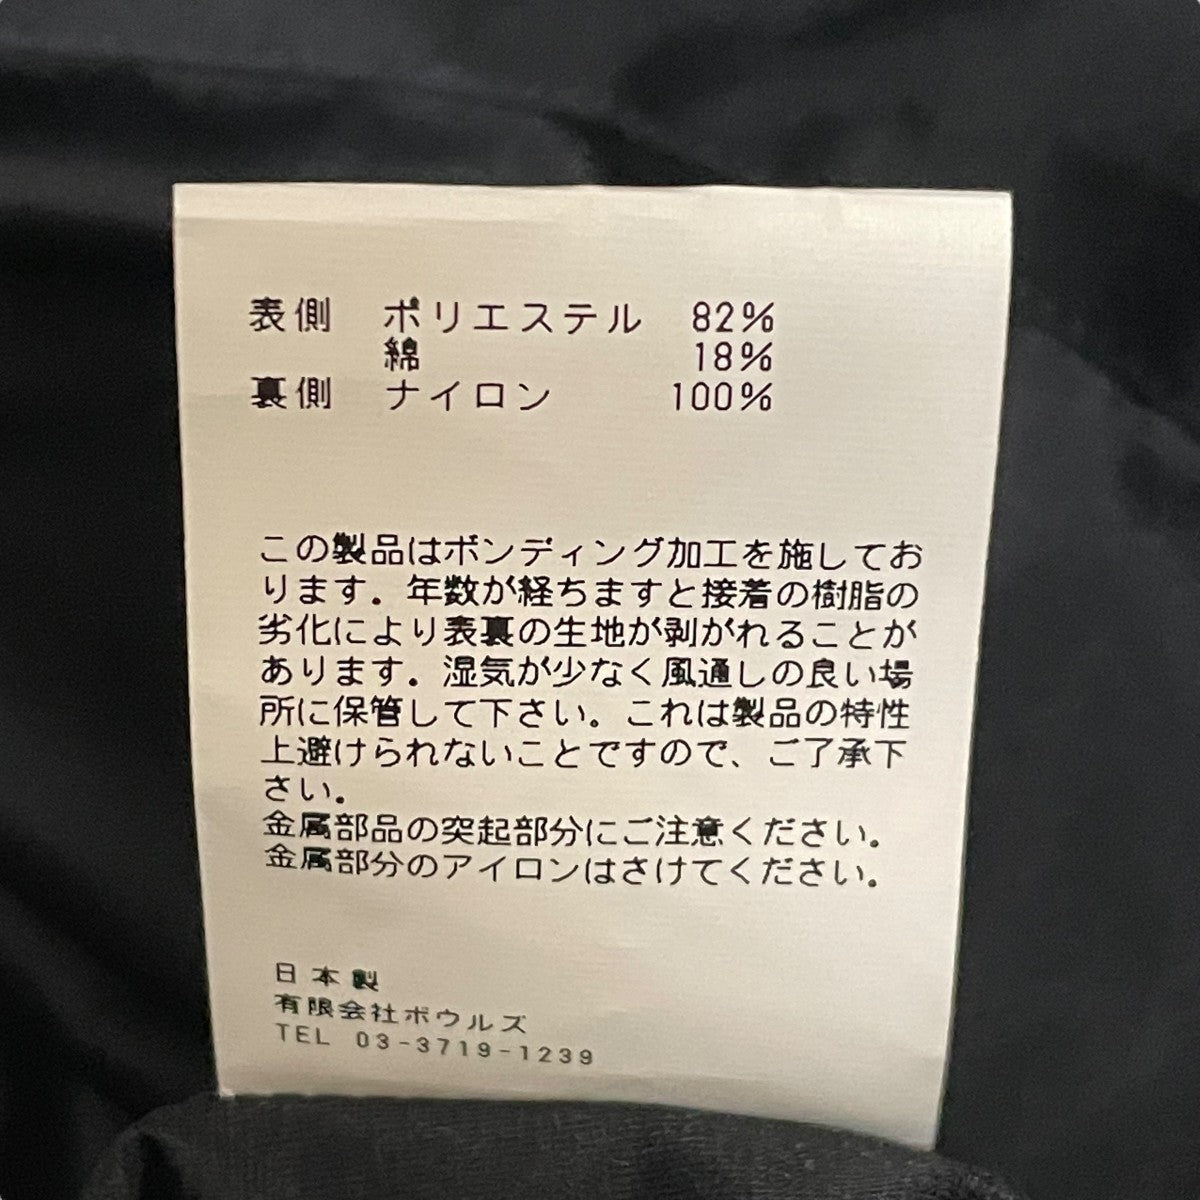 表側 ポリエステル 82%
綿 18%
裏側 ナイロン 100%
この製品はボンディング加工を施してお
ります。年数が経ちますと接着の樹脂の
劣化により表裏の生地が剥がれることが
あります。湿気が少なく風通しの良い場
所に保管して下さい。これは製品の特性
上避けられないことですので、ご了承下
さい。
金属部品の突起部分にご注意ください。
金属部分のアイロンはさけてください。
日本製
有限会社ボウルズ
TEL 03-3719-1239